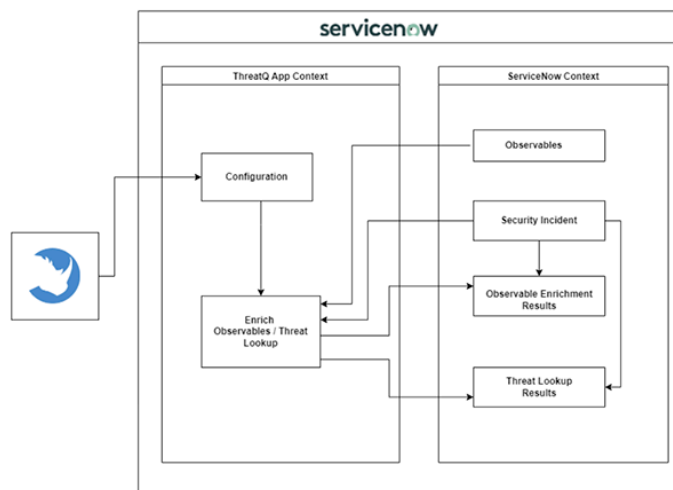 servicenow
ThreatQ App Context
ServiceNow Context
Observables
Configuration
Security Incident
Observable Enrichment
Results
Enrich
Observables / Threat
Lookup
Threat Lookup
Results